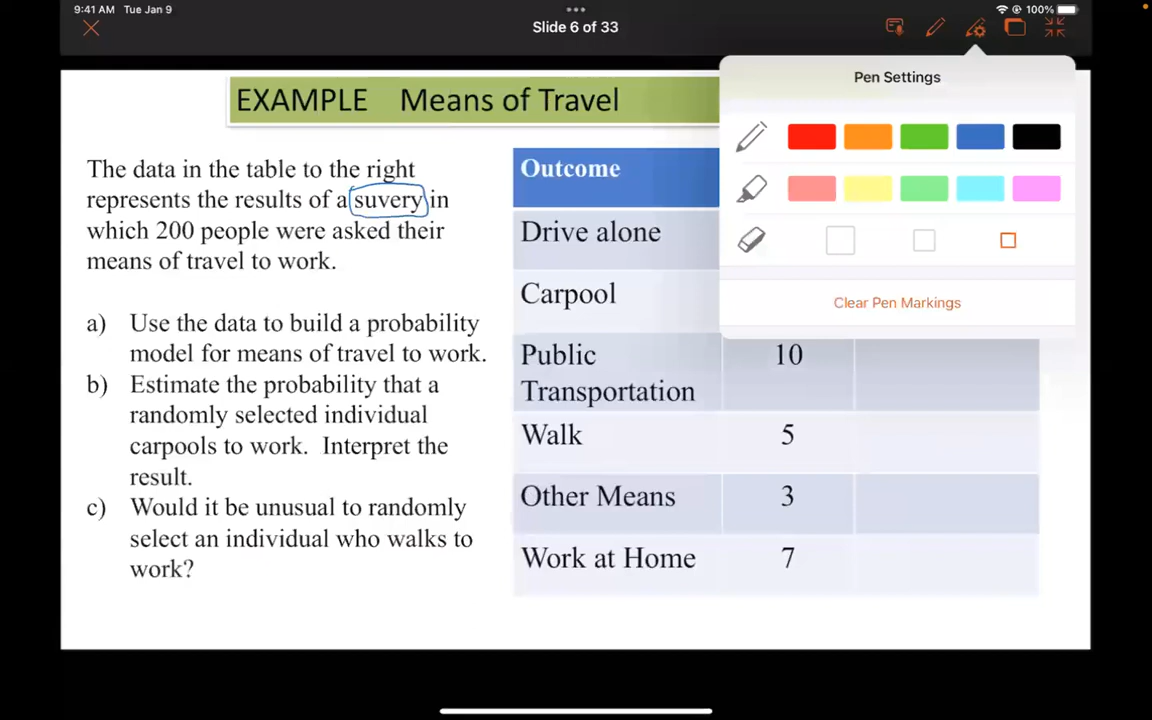 9:41 AM Tue Jan 9
100%
Slide 6 of 33
Pen Settings
Clear Pen Markings
EXAMPLE Means of Travel
The data in the table to the right
represents the results of a suvery in
which 200 people were asked their
means of travel to work.
a) Use the data to build a probability
model for means of travel to work.
b) Estimate the probability that a
randomly selected individual
carpools to work. Interpret the
result.
c) Would it be unusual to randomly
select an individual who walks to
work?
Outcome
Drive alone
Carpool
Public 10
Transportation
Walk 5
Other Means 3
Work at Home 7